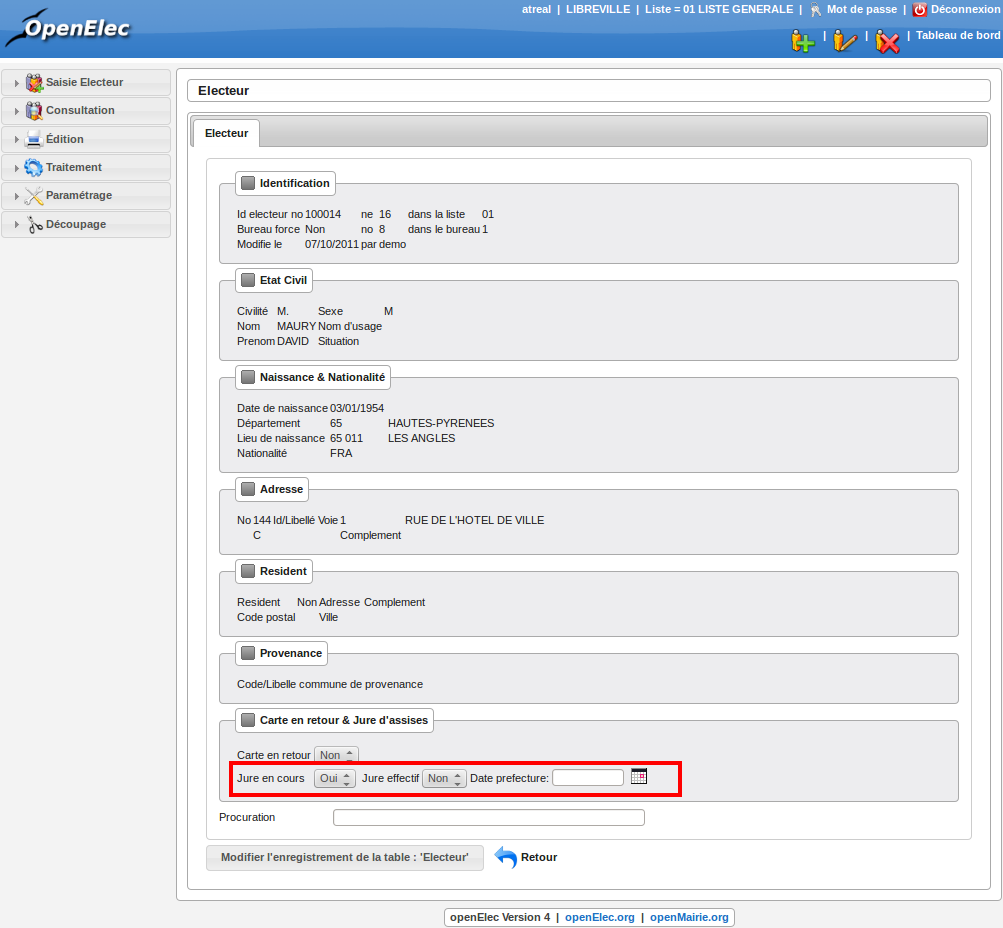 OpenElec
atreal | LIBREVILLE | Liste = 01 LISTE GENERALE | Mot de passe | Déconnexion
| | | Tableau de bord
Saisie Electeur
Consultation
Édition
Traitement
Paramétrage
Découpage
Electeur
Electeur
Identification
Id electeur no 100014 ne 16 dans la liste 01
Bureau force Non no 8 dans le bureau 1
Modifie le 07/10/2011 par demo
Etat Civil
Civilité M. Sexe M
Nom MAURY Nom d'usage
Prenom DAVID Situation
Naissance & Nationalité
Date de naissance 03/01/1954
Département 65 HAUTES-PYRENEES
Lieu de naissance 65 011 LES ANGLES
Nationalité FRA
Adresse
No 144 Id/Libellé Voie 1 RUE DE L'HOTEL DE VILLE
C Complement
Resident
Resident Non Adresse Complement
Code postal Ville
Provenance
Code/Libelle commune de provenance
Carte en retour & Jure d'assises
Carte en retour Non
Jure en cours Oui Jure effectif Non Date prefecture:
Procuration
Modifier l'enregistrement de la table : 'Electeur' Retour
openElec Version 4 | openElec.org | openMairie.org